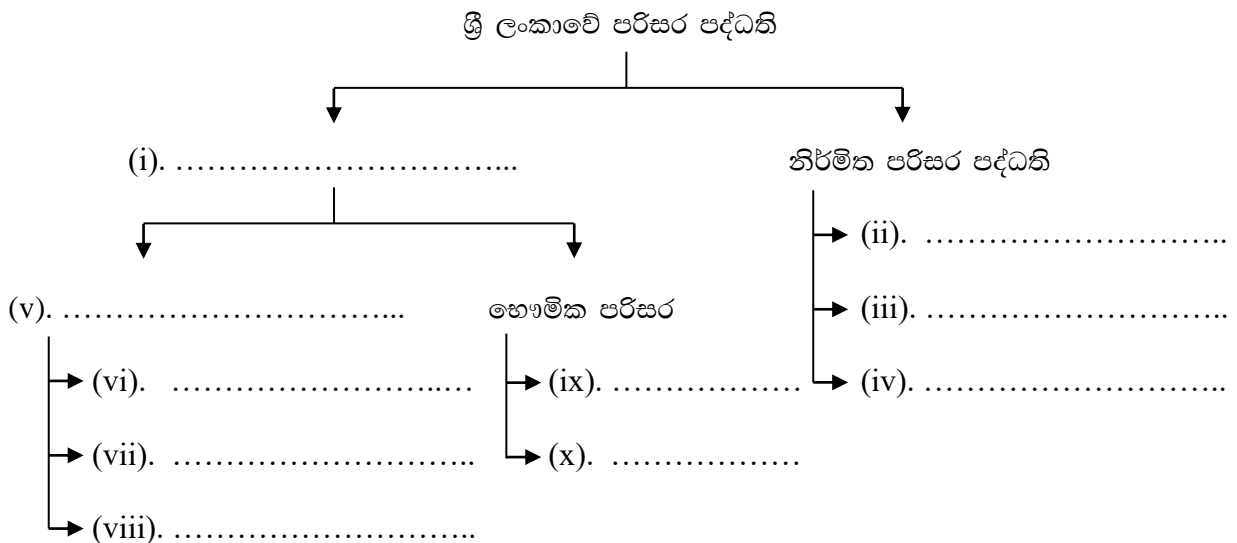 ශ්‍රී ලංකාවේ පරිසර පද්ධති
(i). ……………………………...
නිර්මිත පරිසර පද්ධති
(ii). ………………………..
(v). ……………………………...
භෞමික පරිසර
(iii). ………………………..
(vi). ……………………..…
(ix). ………………
(iv). ………………………..
(vii). ………………………..
(x). ………………
(viii). ………………………..